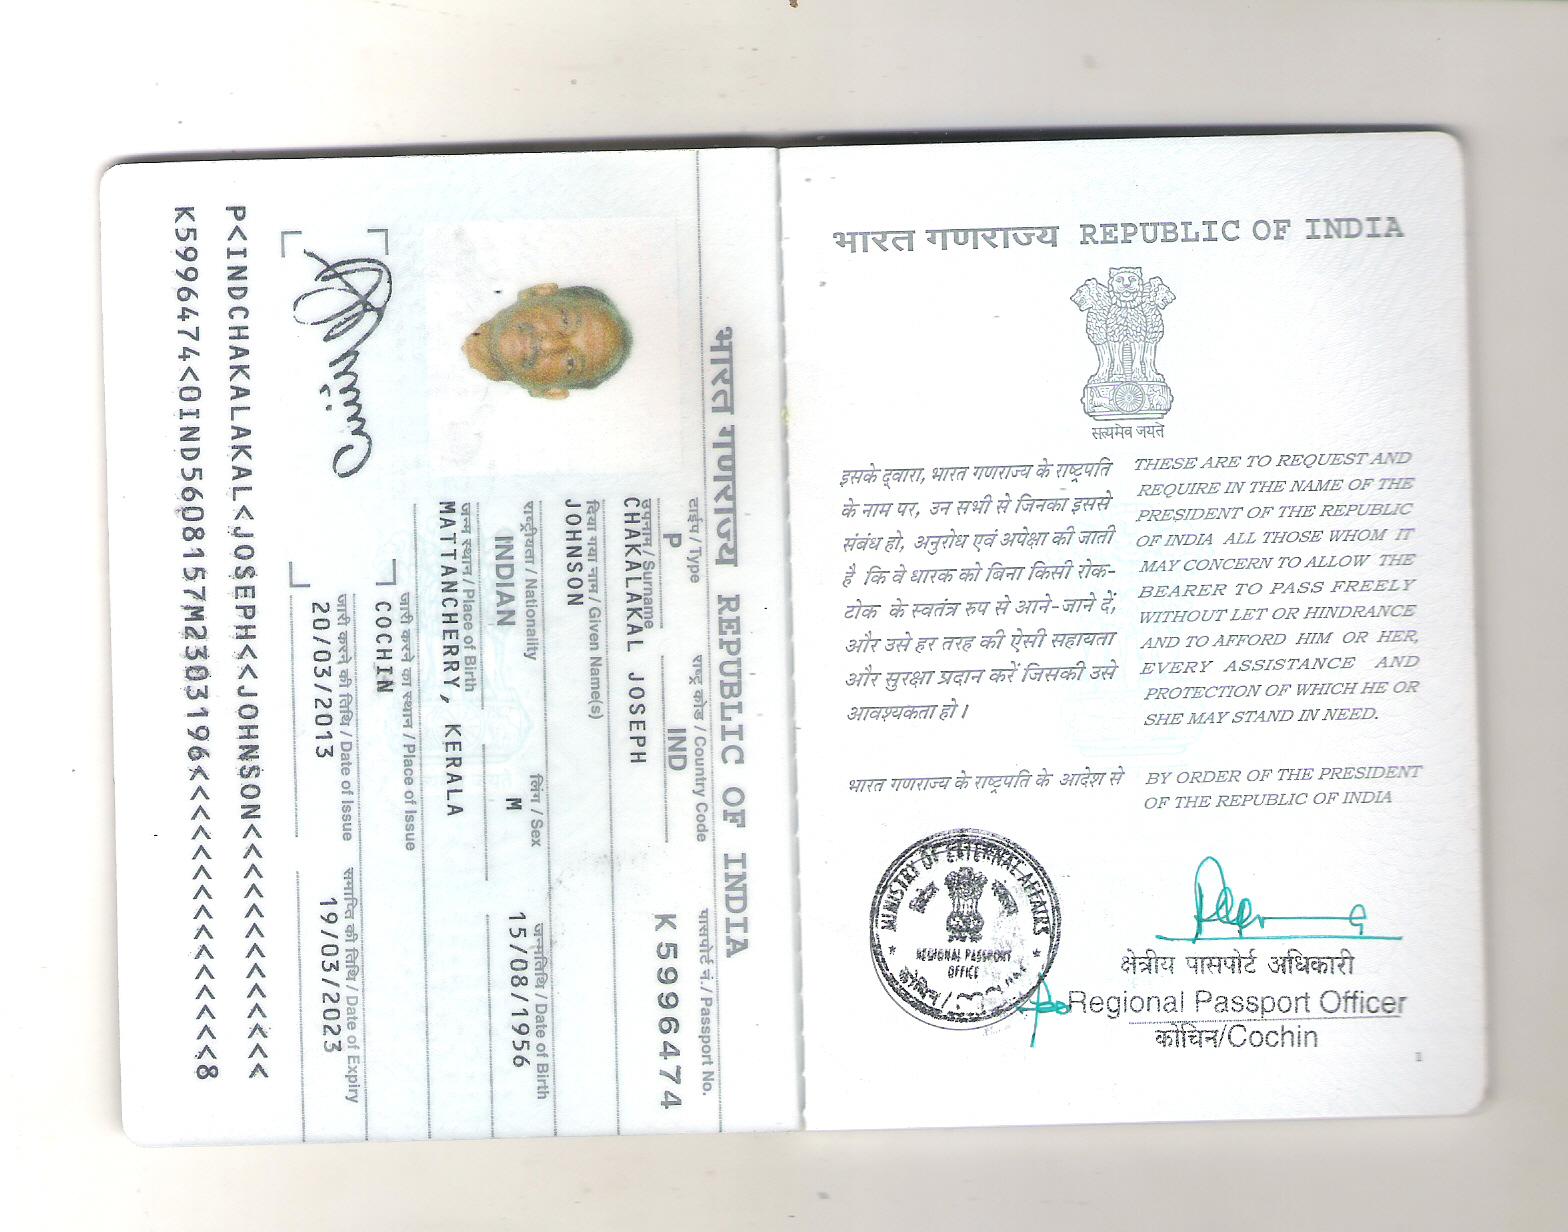 भारत गणराज्य REPUBLIC OF INDIA
टाईप / Type राष्ट्र कोड / Country Code पासपोर्ट नं. / Passport No.
P IND K5996474
उपनाम / Surname
CHAKALAKAL JOSEPH
दिया गया नाम / Given Name(s)
JOHNSON
राष्ट्रीयता / Nationality लिंग / Sex जन्मतिथि / Date of Birth
INDIAN M 15/08/1956
जन्म स्थान / Place of Birth
MATTANCHERRY, KERALA
जारी करने का स्थान / Place of Issue
COCHIN
जारी करने की तिथि / Date of Issue समाप्ति की तिथि / Date of Expiry
20/03/2013 19/03/2023
P<INDCHAKALAKAL<JOSEPH<<JOHNSON<<<<<<<<<<<<<
K5996474<0IND5608157M2303196<<<<<<<<<<<<<<<8
भारत गणराज्य REPUBLIC OF INDIA
सत्यमेव जयते
इसके द्वारा, भारत गणराज्य के राष्ट्रपति
के नाम पर, उन सभी से जिनका इससे
संबंध हो, अनुरोध एवं अपेक्षा की जाती
है कि वे धारक को बिना किसी रोक-
टोक के स्वतंत्र रुप से आने-जाने दें,
और उसे हर तरह की ऐसी सहायता
और सुरक्षा प्रदान करें जिसकी उसे
आवश्यकता हो।
THESE ARE TO REQUEST AND
REQUIRE IN THE NAME OF THE
PRESIDENT OF THE REPUBLIC
OF INDIA ALL THOSE WHOM IT
MAY CONCERN TO ALLOW THE
BEARER TO PASS FREELY
WITHOUT LET OR HINDRANCE
AND TO AFFORD HIM OR HER,
EVERY ASSISTANCE AND
PROTECTION OF WHICH HE OR
SHE MAY STAND IN NEED.
भारत गणराज्य के राष्ट्रपति के आदेश से
BY ORDER OF THE PRESIDENT
OF THE REPUBLIC OF INDIA
MINISTRY OF EXTERNAL AFFAIRS
REGIONAL PASSPORT
OFFICE
क्षेत्रीय पासपोर्ट अधिकारी
Regional Passport Officer
कोचिन/Cochin